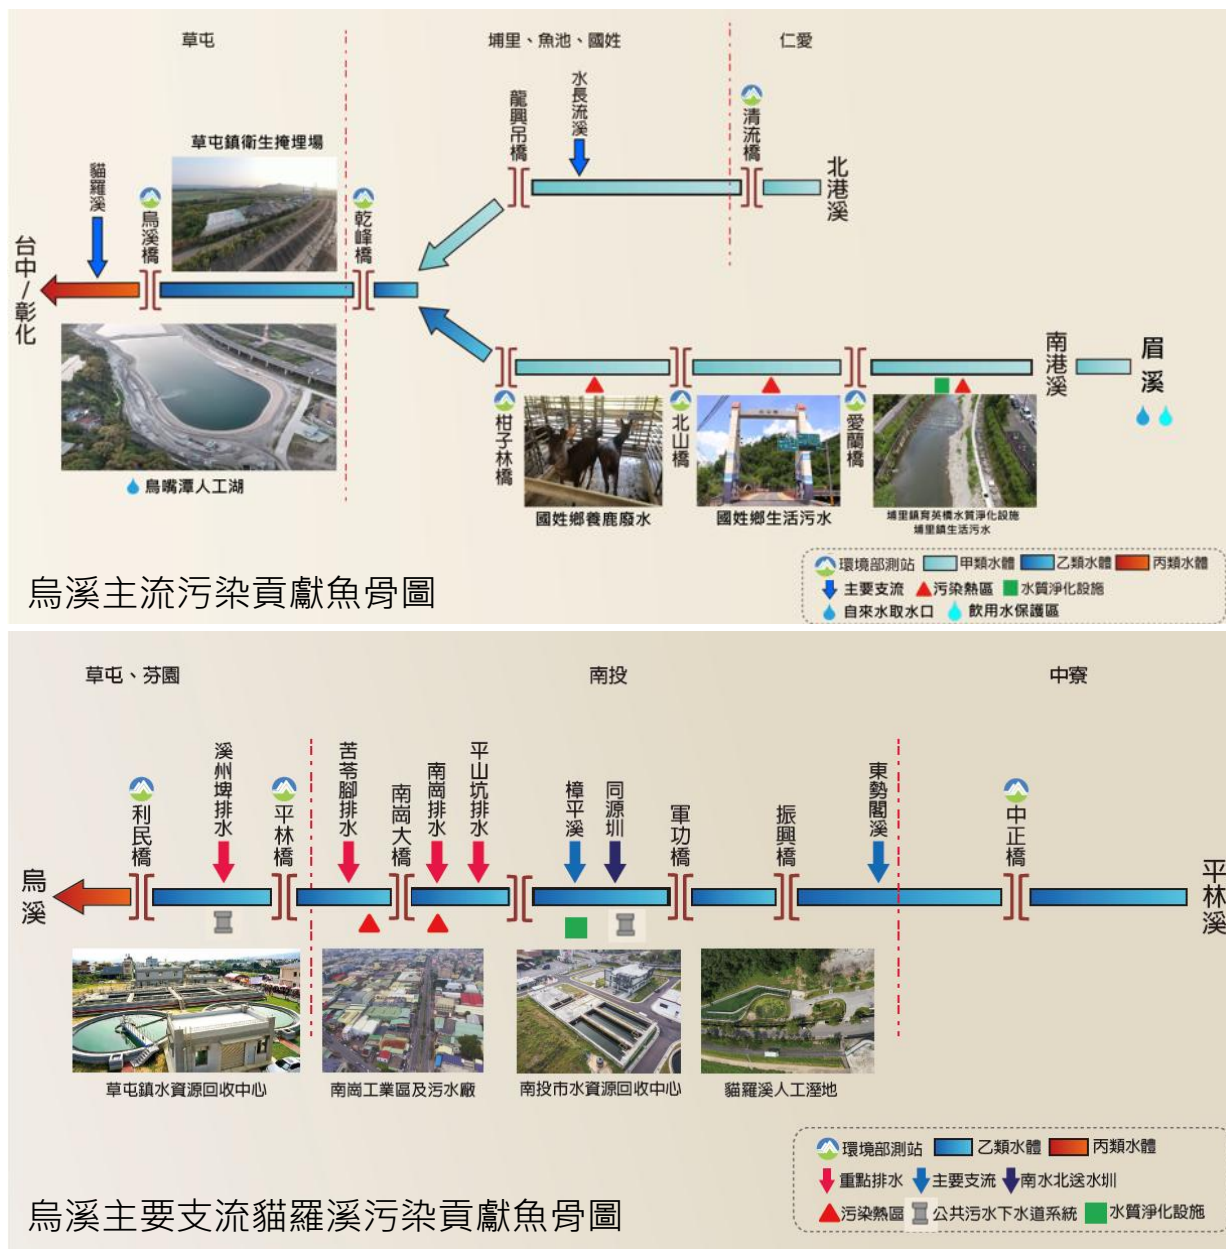 草屯
埔里、魚池、國姓
仁愛
水長流溪
龍興吊橋
清流橋
北港溪
草屯鎮衛生掩埋場
貓羅溪
烏溪橋
乾峰橋
台中/彰化
南港溪
眉溪
柑子林橋
北山橋
愛蘭橋
鳥嘴潭人工湖
國姓鄉養鹿廢水
國姓鄉生活污水
埔里鎮育英橋水質淨化設施
埔里鎮生活污水
環境部測站 甲類水體 乙類水體 丙類水體
主要支流 污染熱區 水質淨化設施
自來水取水口 飲用水保護區
烏溪主流污染貢獻魚骨圖
草屯、芬園
南投
中寮
利民橋
溪州埤排水
平林橋
苦苓腳排水
南崗大橋
南崗排水
平山坑排水
樟平溪
同源圳
軍功橋
振興橋
東勢閣溪
中正橋
烏溪
平林溪
草屯鎮水資源回收中心
南崗工業區及污水廠
南投市水資源回收中心
貓羅溪人工溼地
環境部測站 乙類水體 丙類水體
重點排水 主要支流 南水北送水圳
污染熱區 公共污水下水道系統 水質淨化設施
烏溪主要支流貓羅溪污染貢獻魚骨圖